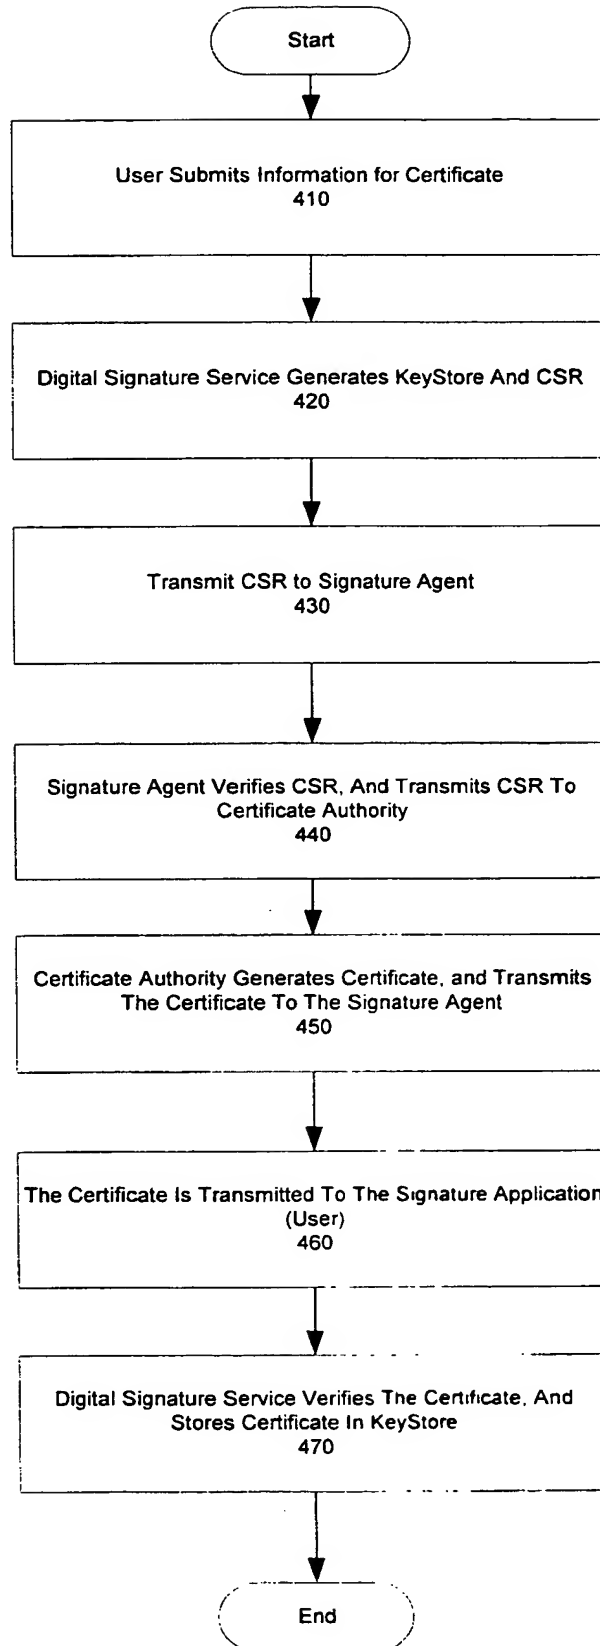 Start
User Submits Information for Certificate
410
Digital Signature Service Generates KeyStore And CSR
420
Transmit CSR to Signature Agent
430
Signature Agent Verifies CSR, And Transmits CSR To
Certificate Authority
440
Certificate Authority Generates Certificate, and Transmits
The Certificate To The Signature Agent
450
The Certificate Is Transmitted To The Signature Application
(User)
460
Digital Signature Service Verifies The Certificate, And
Stores Certificate In KeyStore
470
End